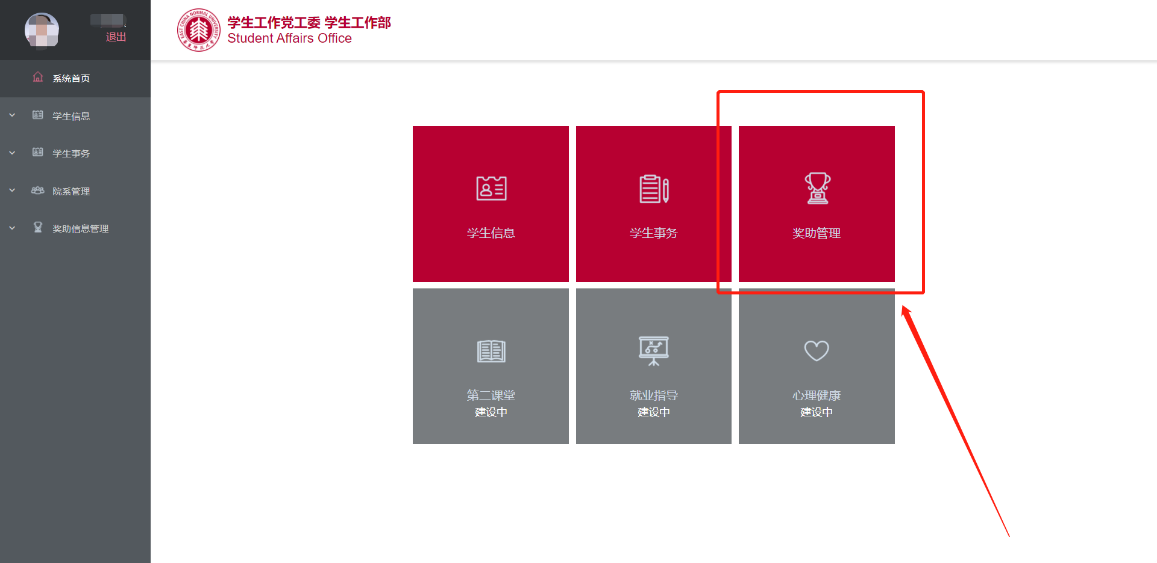 退出
学生工作党工委 学生工作部
Student Affairs Office
系统首页
学生信息
学生事务
院系管理
奖助信息管理
学生信息
学生事务
奖助管理
第二课堂
建设中
就业指导
建设中
心理健康
建设中